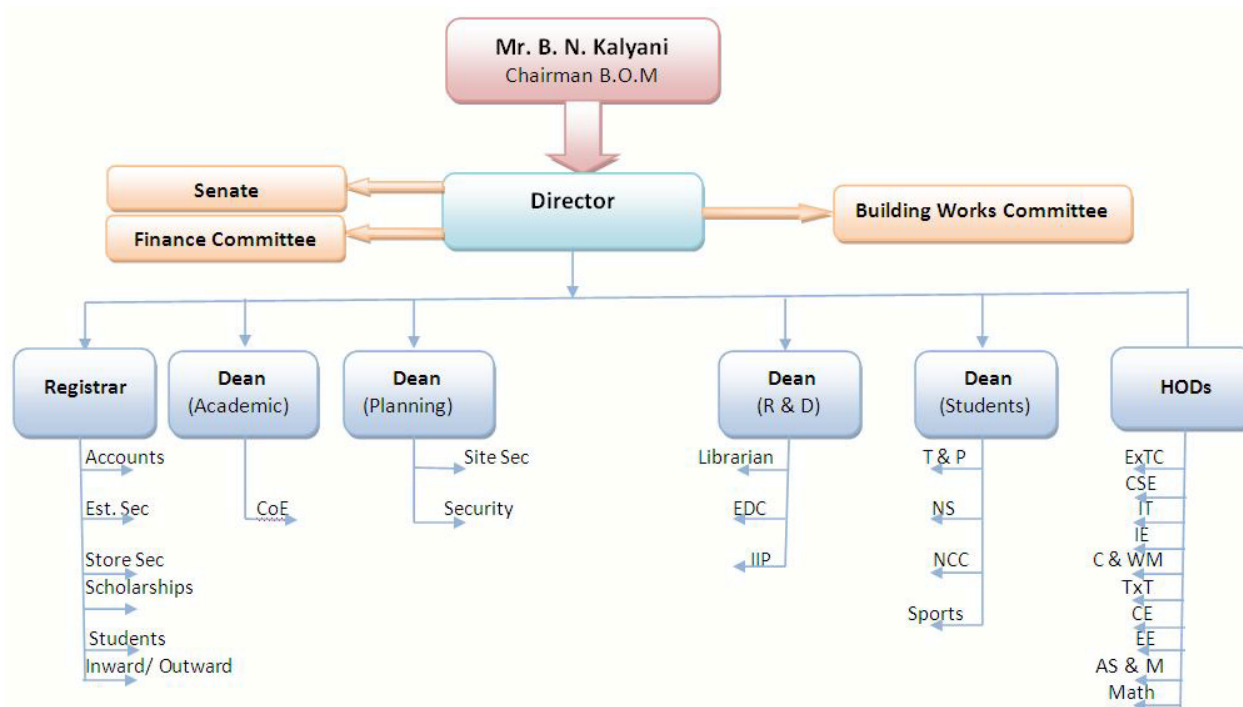 Mr. B. N. Kalyani
Chairman B.O.M
Senate
Director
Building Works Committee
Finance Committee
Registrar
Dean
(Academic)
Dean
(Planning)
Dean
(R & D)
Dean
(Students)
HODs
Accounts
Est. Sec
Store Sec
Scholarships
Students
Inward/ Outward
CoE
Site Sec
Security
Librarian
EDC
IIP
T & P
NS
NCC
Sports
ExTC
CSE
IT
IE
C & WM
TxT
CE
EE
AS & M
Math